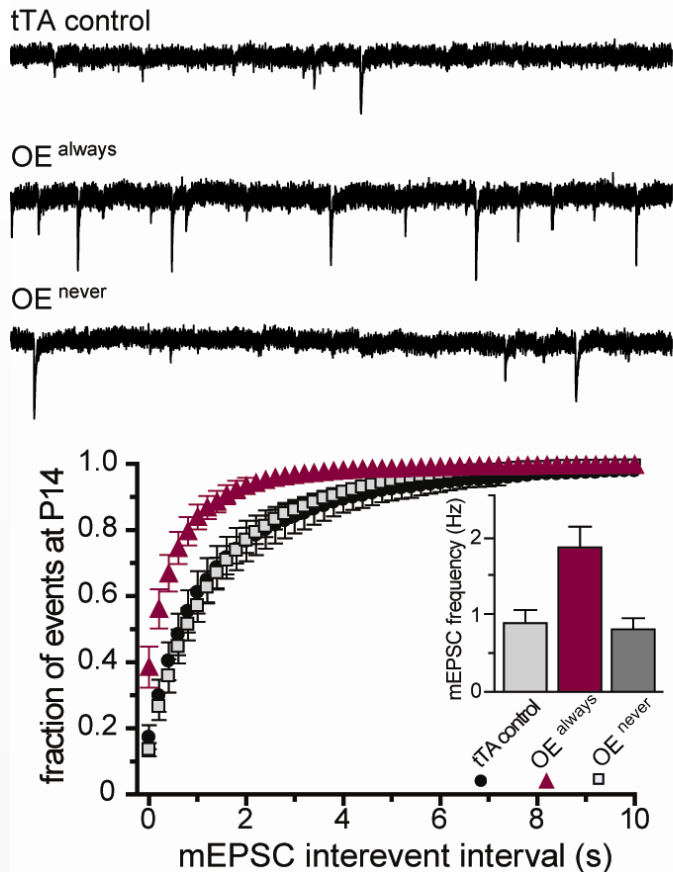 tTA control
OE always
OE never
fraction of events at P14
1.0
0.8
0.6
0.4
0.2
0
0
2
4
6
8
10
mEPSC interevent interval (s)
mEPSC frequency (Hz)
2
1
0
tTA control
OE always
OE never